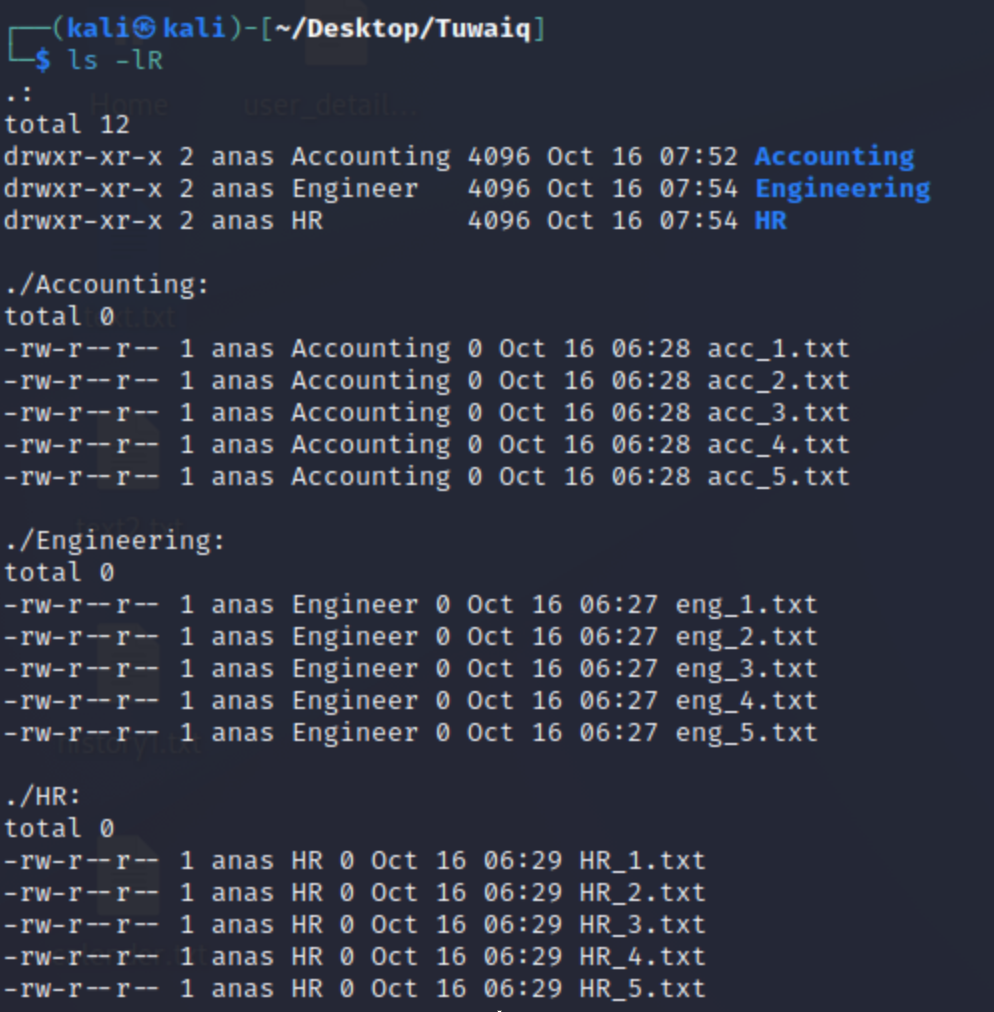 ┌──(kali㉿kali)-[~/Desktop/Tuwaiq]
└─$ ls -lR
.:
total 12
drwxr-xr-x 2 anas Accounting 4096 Oct 16 07:52 Accounting
drwxr-xr-x 2 anas Engineer   4096 Oct 16 07:54 Engineering
drwxr-xr-x 2 anas HR         4096 Oct 16 07:54 HR

./Accounting:
total 0
-rw-r--r-- 1 anas Accounting 0 Oct 16 06:28 acc_1.txt
-rw-r--r-- 1 anas Accounting 0 Oct 16 06:28 acc_2.txt
-rw-r--r-- 1 anas Accounting 0 Oct 16 06:28 acc_3.txt
-rw-r--r-- 1 anas Accounting 0 Oct 16 06:28 acc_4.txt
-rw-r--r-- 1 anas Accounting 0 Oct 16 06:28 acc_5.txt

./Engineering:
total 0
-rw-r--r-- 1 anas Engineer 0 Oct 16 06:27 eng_1.txt
-rw-r--r-- 1 anas Engineer 0 Oct 16 06:27 eng_2.txt
-rw-r--r-- 1 anas Engineer 0 Oct 16 06:27 eng_3.txt
-rw-r--r-- 1 anas Engineer 0 Oct 16 06:27 eng_4.txt
-rw-r--r-- 1 anas Engineer 0 Oct 16 06:27 eng_5.txt

./HR:
total 0
-rw-r--r-- 1 anas HR 0 Oct 16 06:29 HR_1.txt
-rw-r--r-- 1 anas HR 0 Oct 16 06:29 HR_2.txt
-rw-r--r-- 1 anas HR 0 Oct 16 06:29 HR_3.txt
-rw-r--r-- 1 anas HR 0 Oct 16 06:29 HR_4.txt
-rw-r--r-- 1 anas HR 0 Oct 16 06:29 HR_5.txt